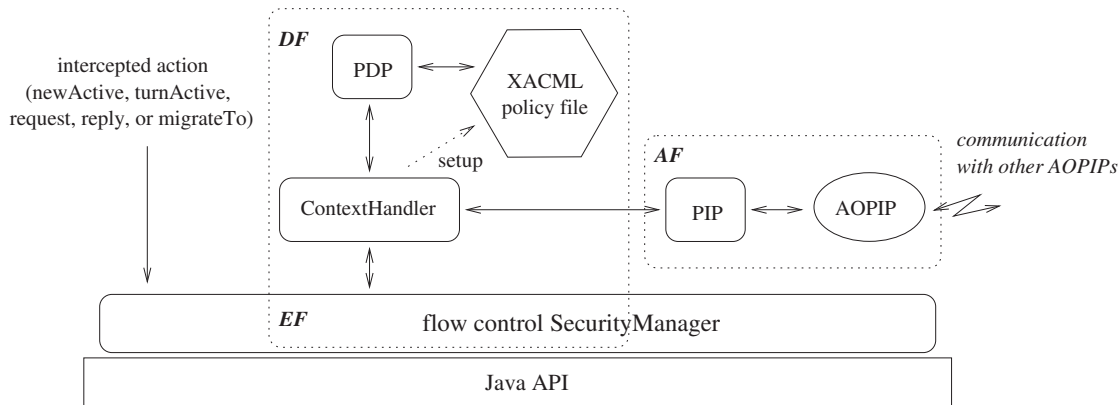 DF
PDP
XACML
policy file
intercepted action
(newActive, turnActive,
request, reply, or migrateTo)
setup
ContextHandler
AF
PIP
AOPIP
communication
with other AOPIPs
EF
flow control SecurityManager
Java API